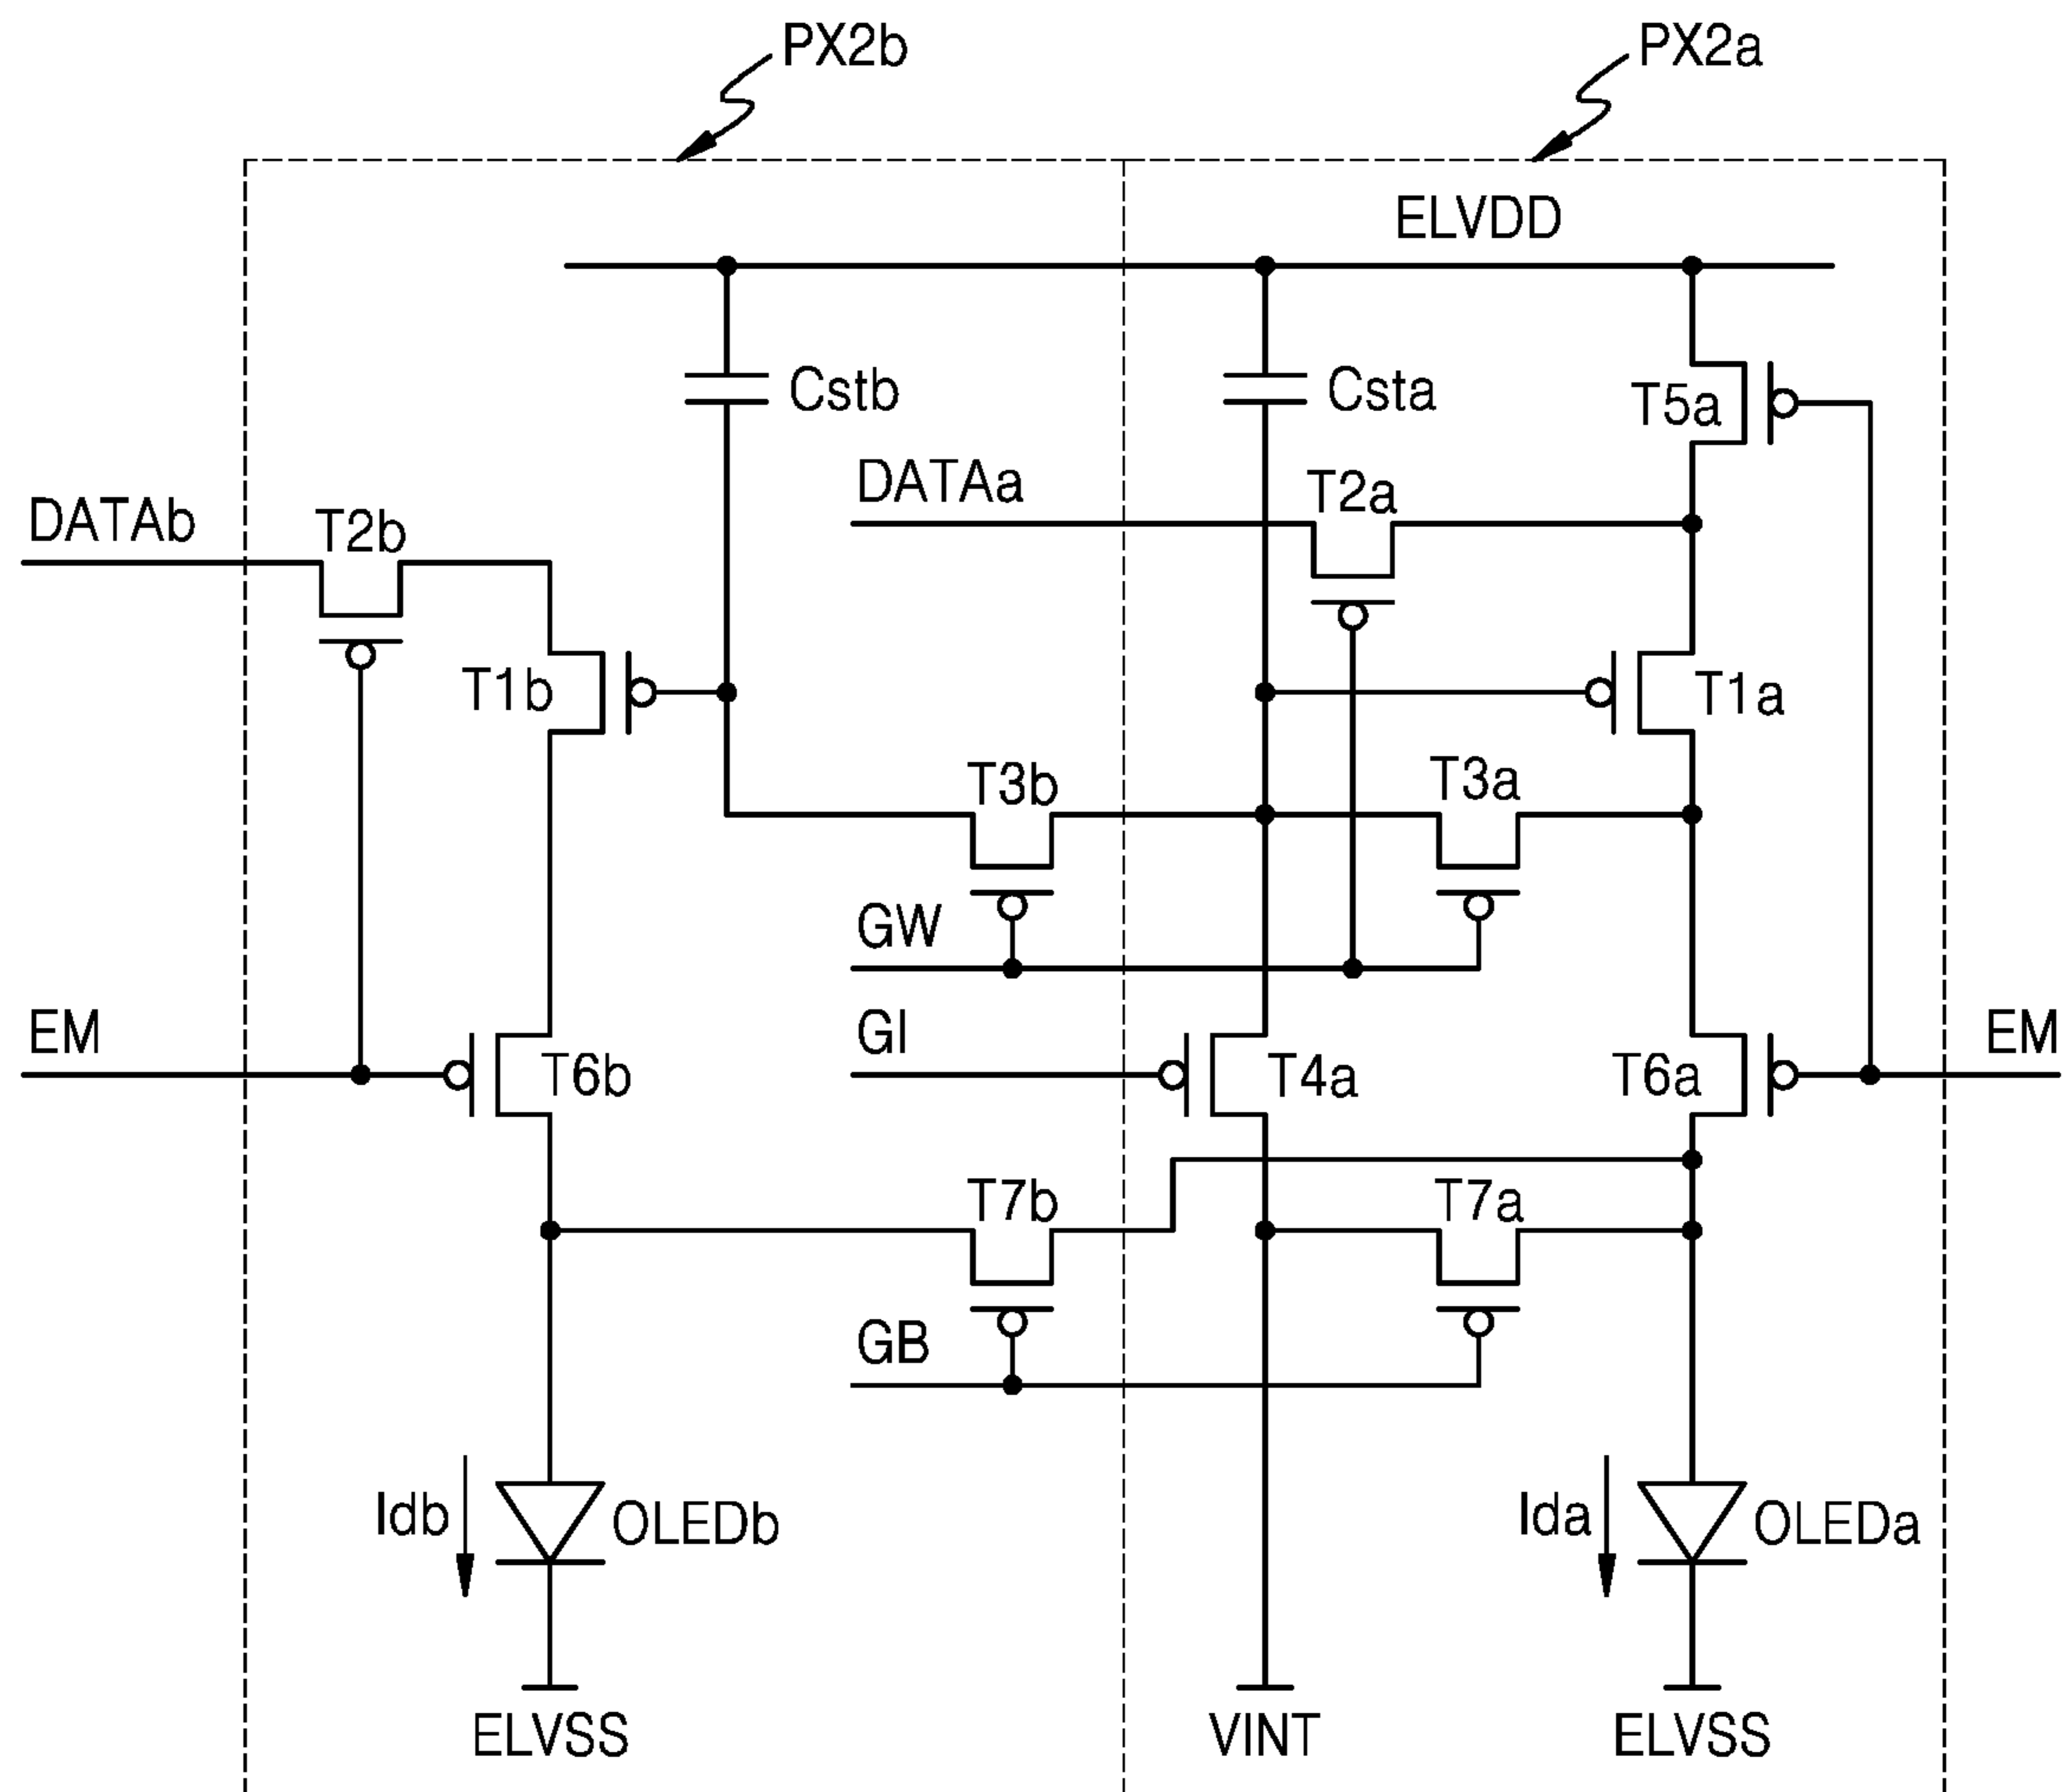 PX2b
PX2a
ELVDD
Cstb
Csta
T5a
DATAa
T2a
DATAb
T2b
T1b
T1a
T3b
T3a
GW
EM
GI
EM
T6b
T4a
T6a
T7b
T7a
GB
Idb
OLEDb
Ida
OLEDa
ELVSS
VINT
ELVSS